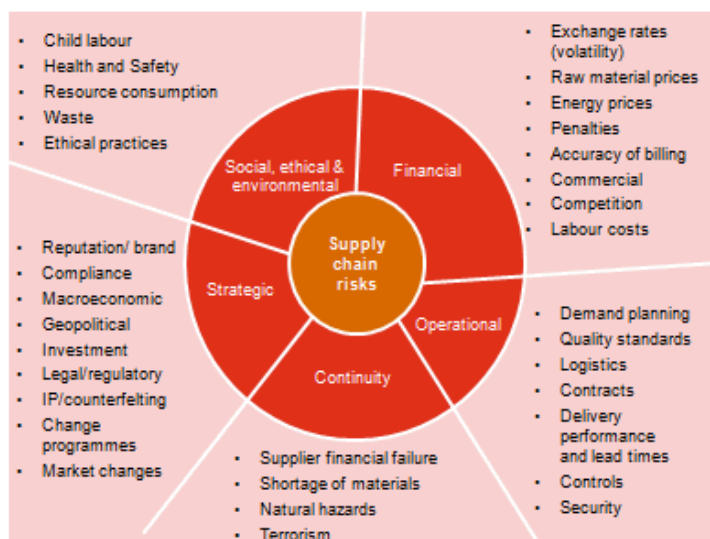 • Child labour
• Health and Safety
• Resource consumption
• Waste
• Ethical practices
• Exchange rates
(volatility)
• Raw material prices
• Energy prices
• Penalties
• Accuracy of billing
• Commercial
• Competition
• Labour costs
Social, ethical &
environmental
Financial
Supply
chain
risks
Strategic
Operational
Continuity
• Reputation/ brand
• Compliance
• Macroeconomic
• Geopolitical
• Investment
• Legal/regulatory
• IP/counterfelting
• Change
programmes
• Market changes
• Demand planning
• Quality standards
• Logistics
• Contracts
• Delivery
performance
and lead times
• Controls
• Security
• Supplier financial failure
• Shortage of materials
• Natural hazards
• Terrorism